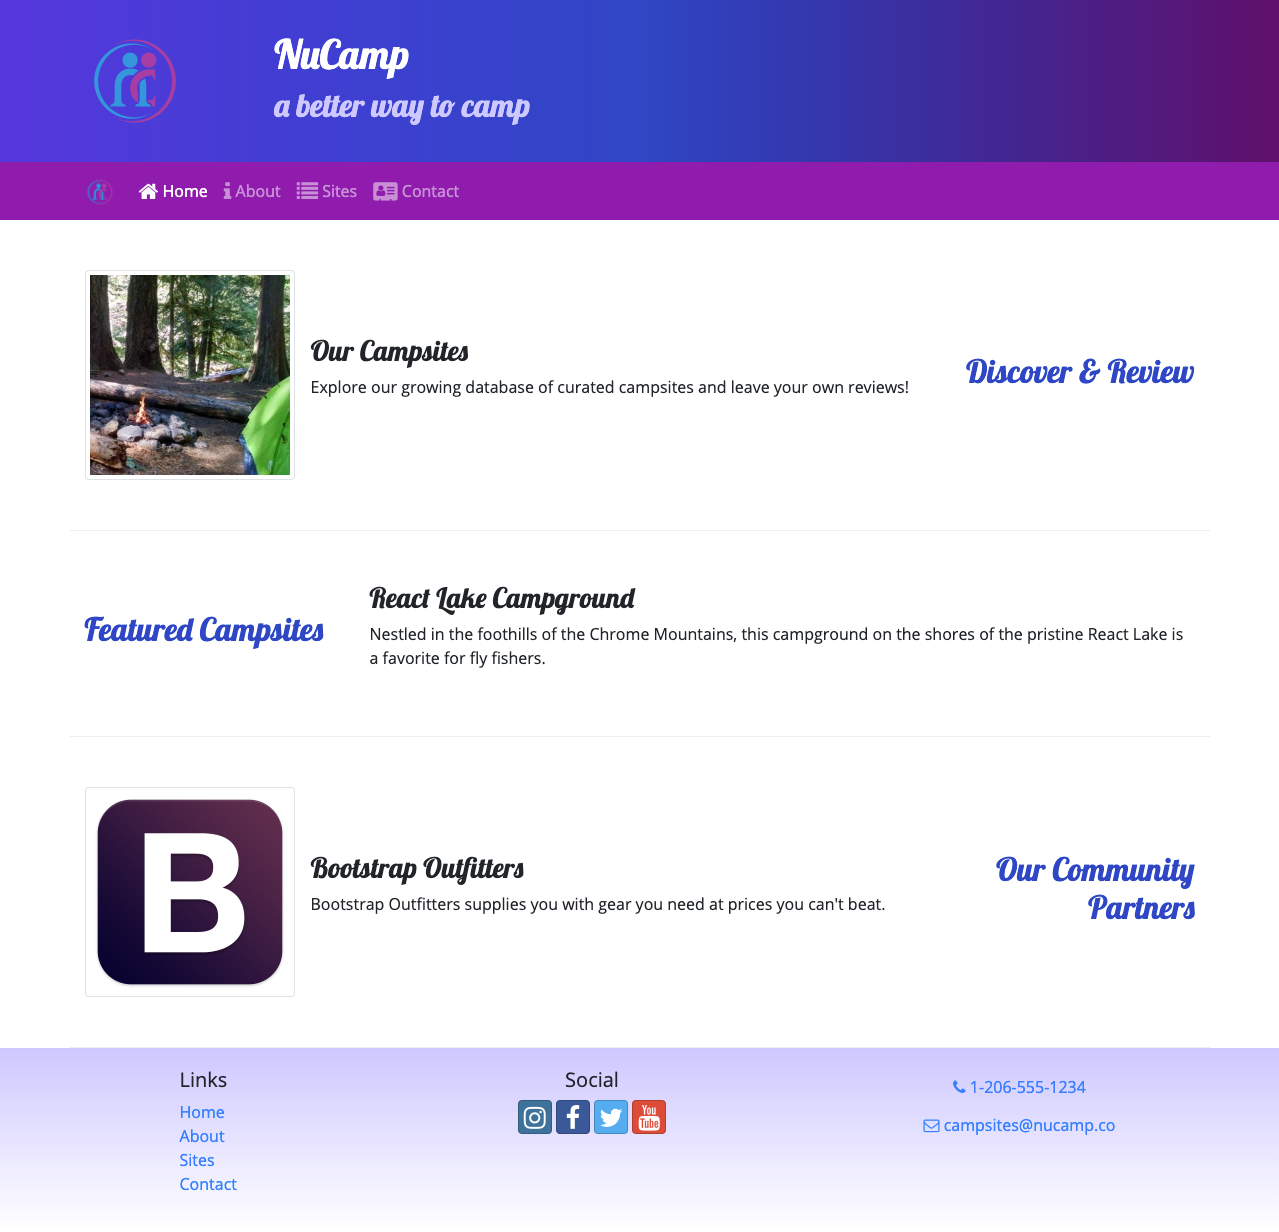 NuCamp
a better way to camp
Home About Sites Contact
Our Campsites
Explore our growing database of curated campsites and leave your own reviews!
Discover & Review
Featured Campsites
React Lake Campground
Nestled in the foothills of the Chrome Mountains, this campground on the shores of the pristine React Lake is
a favorite for fly fishers.
B
Bootstrap Outfitters
Bootstrap Outfitters supplies you with gear you need at prices you can't beat.
Our Community
Partners
Links
Home
About
Sites
Contact
Social
You
Tube
1-206-555-1234
campsites@nucamp.co